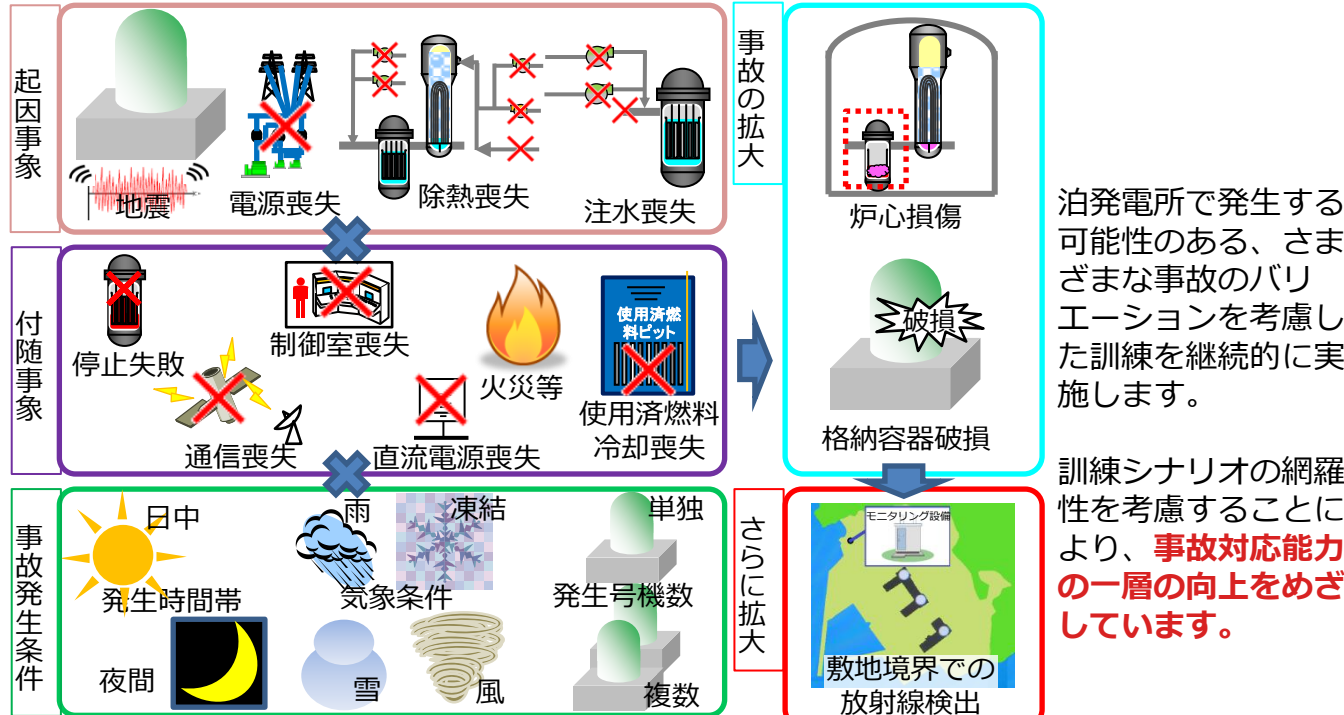 起因事象
地震
電源喪失
除熱喪失
注水喪失
付随事象
停止失敗
制御室喪失
火災等
使用済燃
料ピット
使用済燃料
冷却喪失
通信喪失
直流電源喪失
事故発生条件
日中
発生時間帯
夜間
雨
凍結
気象条件
雪
風
単独
発生号機数
複数
事故の拡大
炉心損傷
破損
格納容器破損
さらに拡大
モニタリング設備
敷地境界での
放射線検出
泊発電所で発生する
可能性のある、さま
ざまな事故のバリ
エーションを考慮し
た訓練を継続的に実
施します。
訓練シナリオの網羅
性を考慮することに
より、事故対応能力
の一層の向上をめざ
しています。